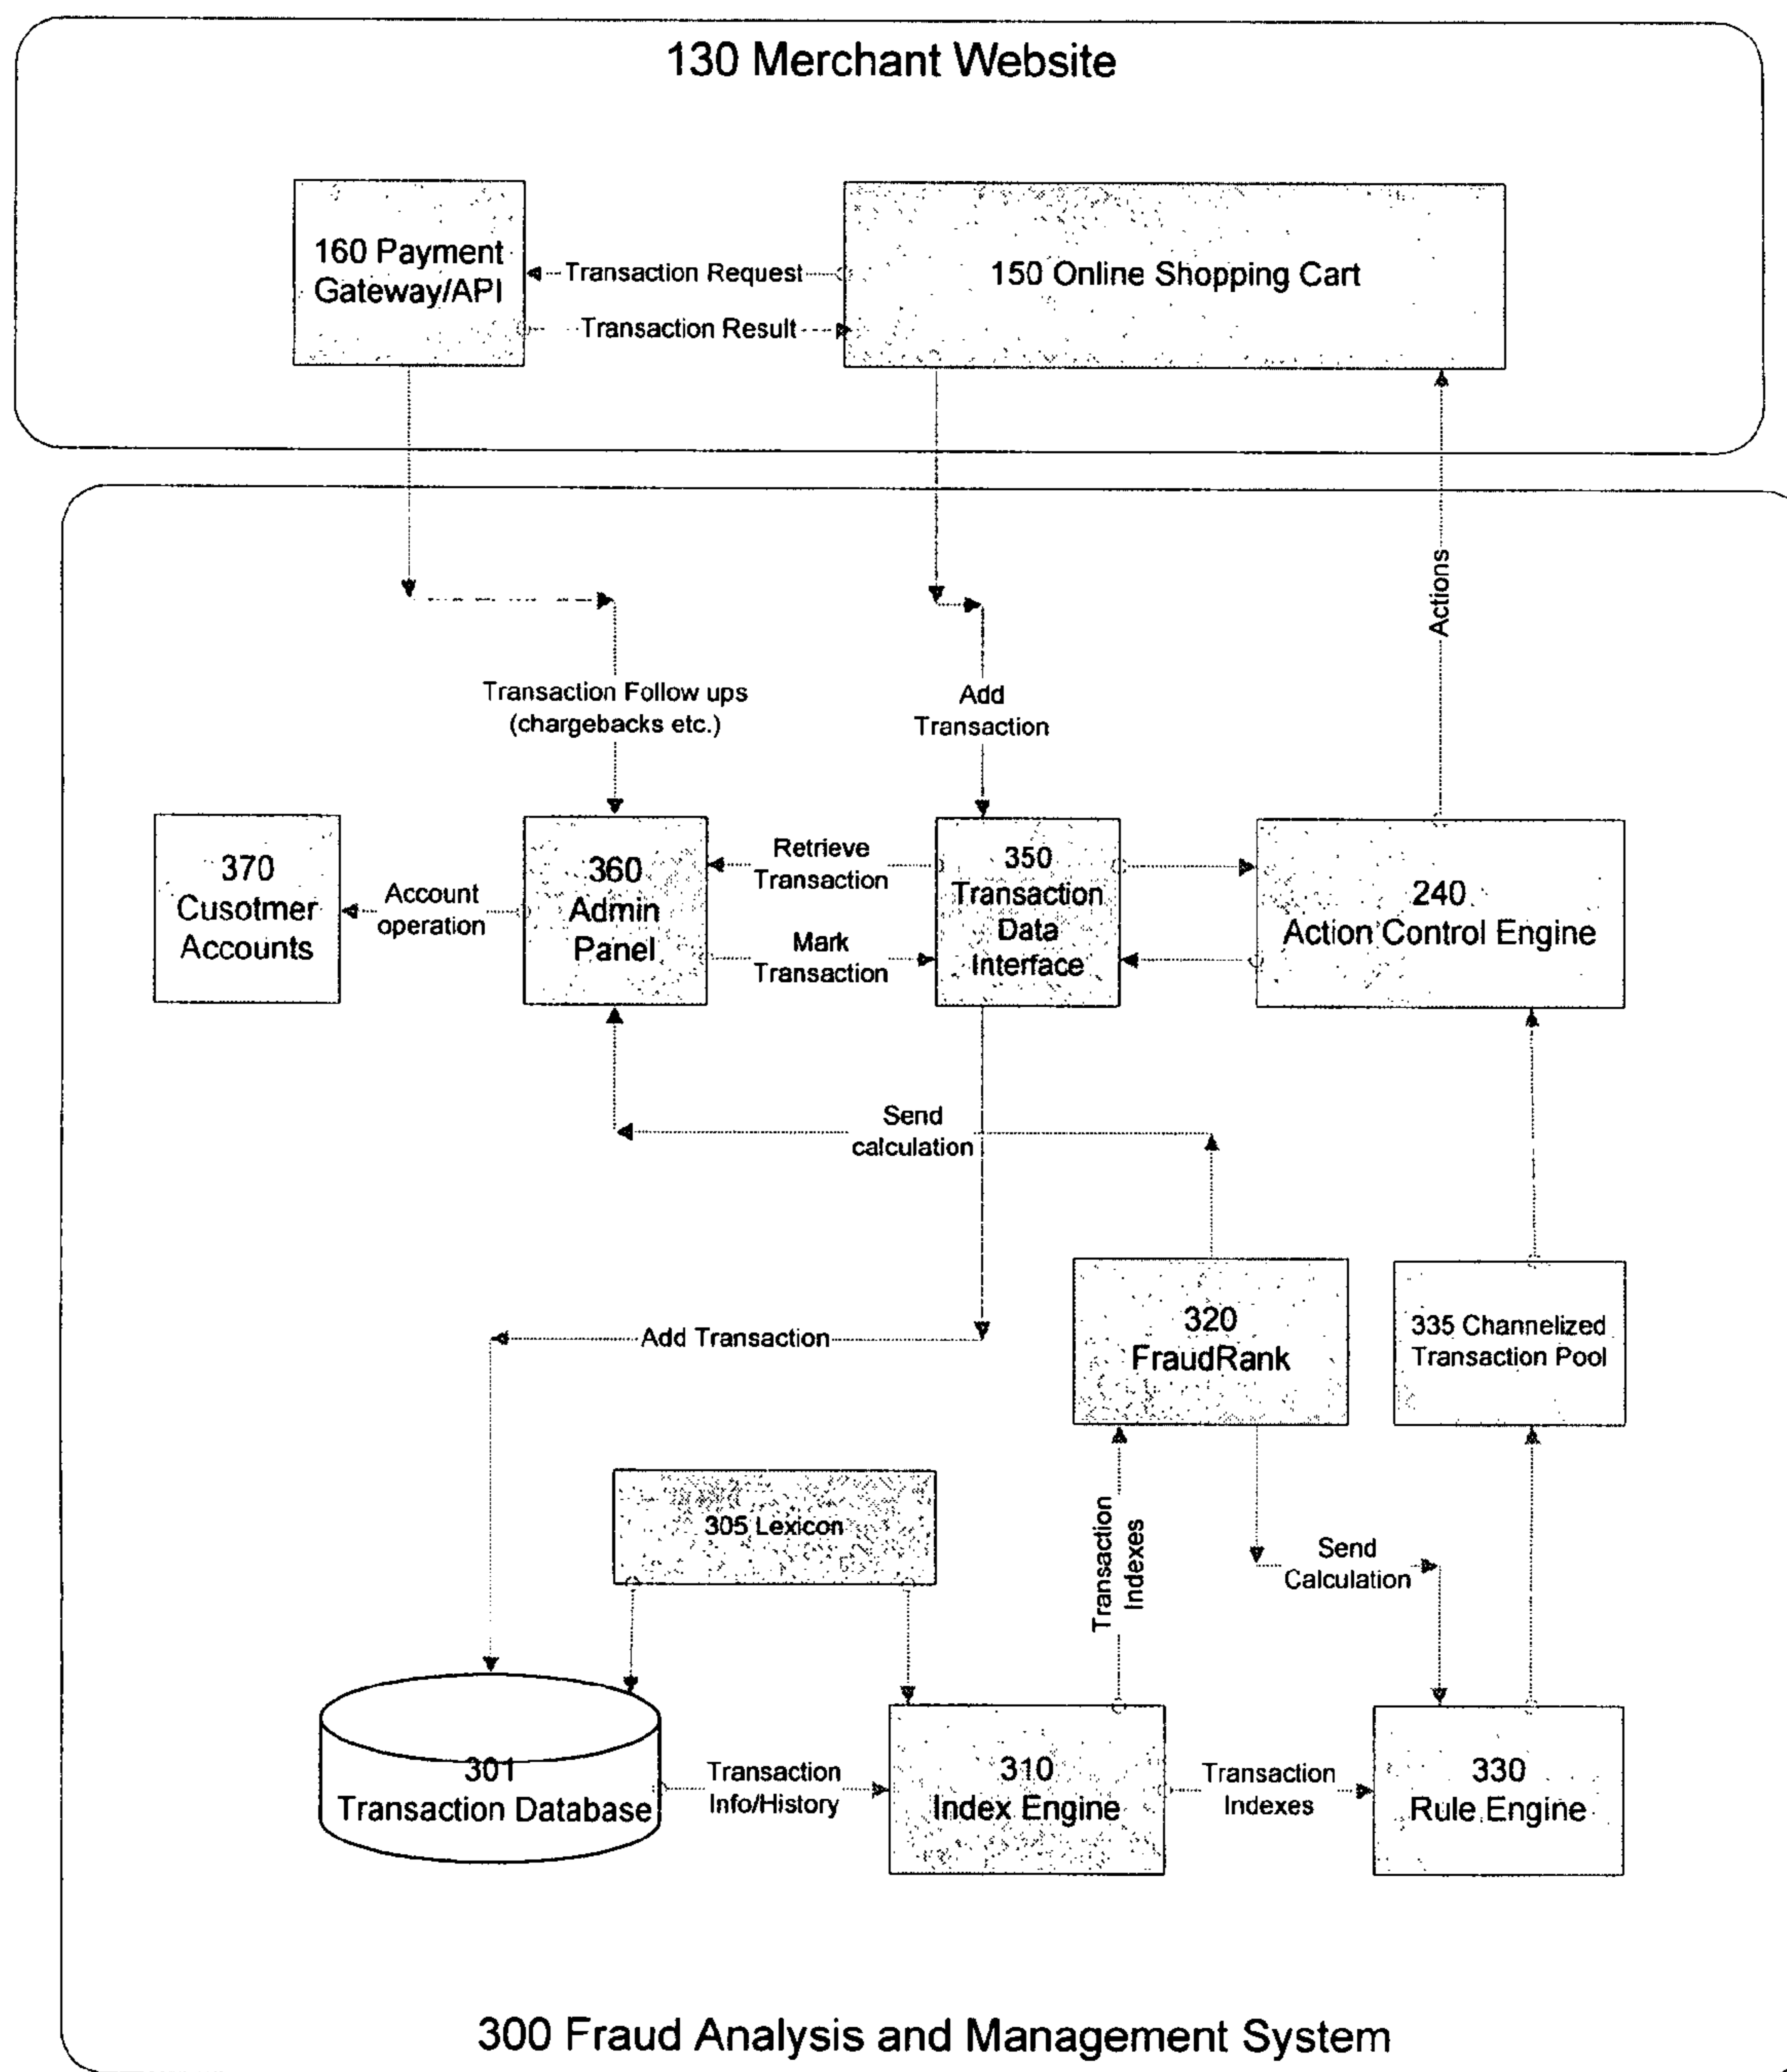 130 Merchant Website
160 Payment
Gateway/API
Transaction Request
Transaction Result
150 Online Shopping Cart
Actions
Transaction Follow ups
(chargebacks etc.)
Add
Transaction
370
Cusotmer
Accounts
Account
operation
360
Admin
Panel
Retrieve
Transaction
Mark
Transaction
350
Transaction
Data
Interface
240
Action Control Engine
Send
calculation
320
FraudRank
335 Channelized
Transaction Pool
Add Transaction
305 Lexicon
Transaction
Indexes
Send
Calculation
301
Transaction Database
Transaction
Info/History
310
Index Engine
Transaction
Indexes
330
Rule Engine
300 Fraud Analysis and Management System